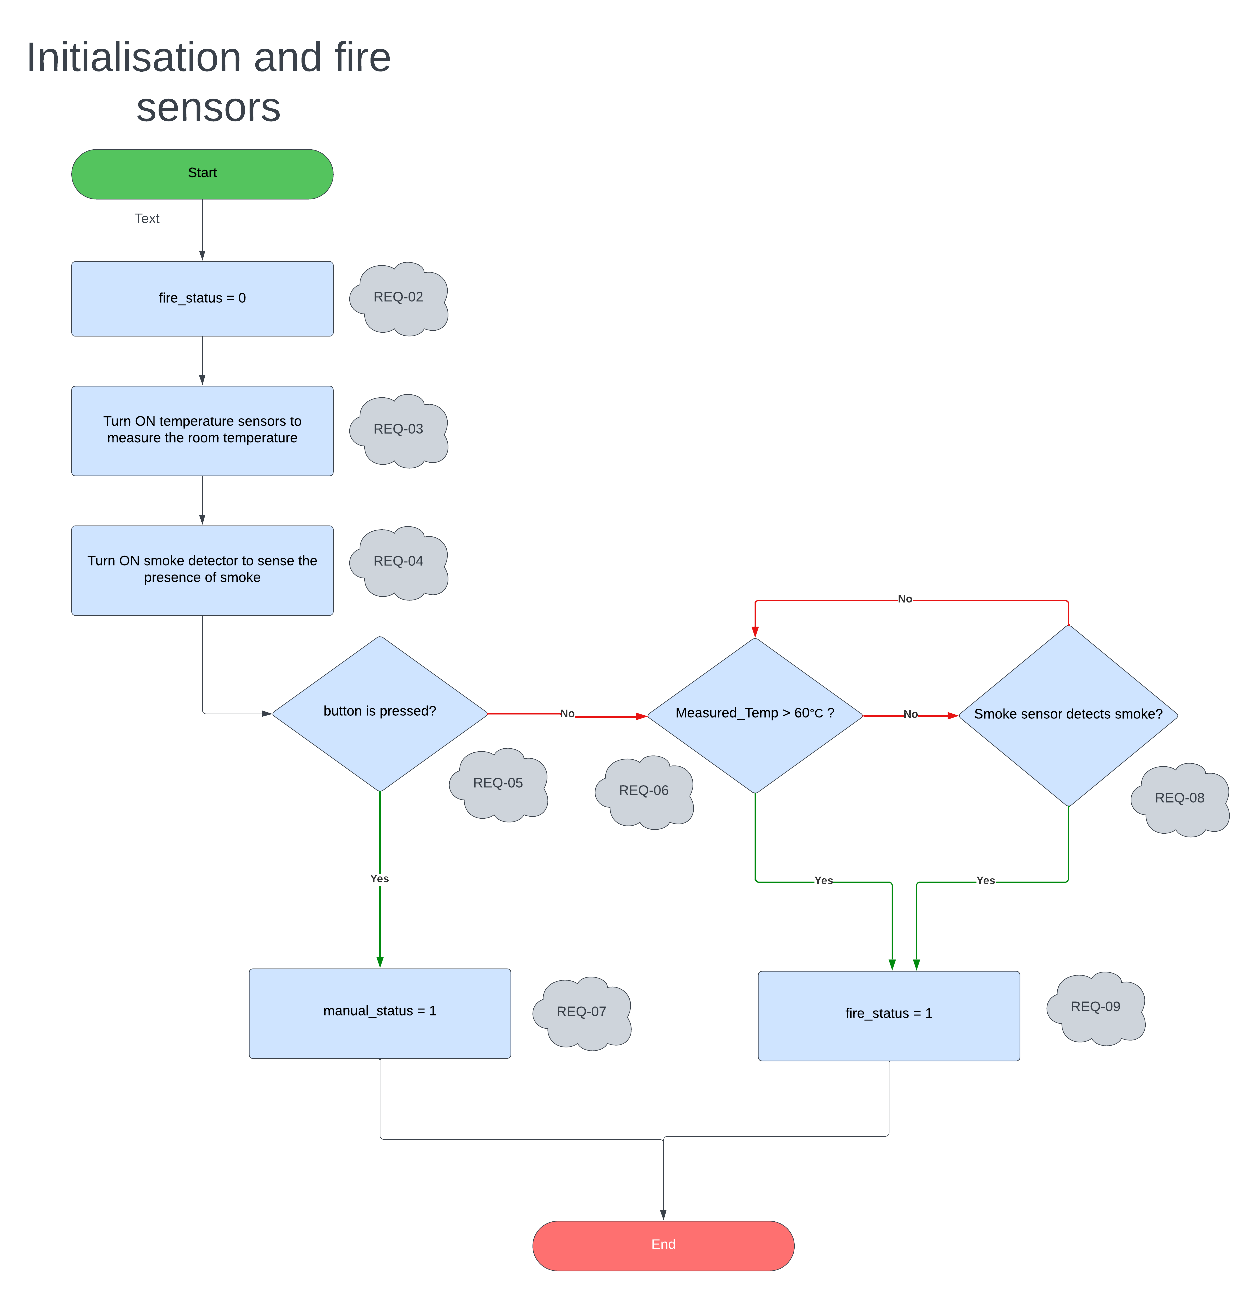 Initialisation and fire
sensors
Start
Text
fire_status = 0
REQ-02
Turn ON temperature sensors to
measure the room temperature
REQ-03
Turn ON smoke detector to sense the
presence of smoke
REQ-04
No
button is pressed?
No
Measured_Temp > 60°C ?
No
Smoke sensor detects smoke?
REQ-05
REQ-06
REQ-08
Yes
Yes
Yes
manual_status = 1
REQ-07
fire_status = 1
REQ-09
End